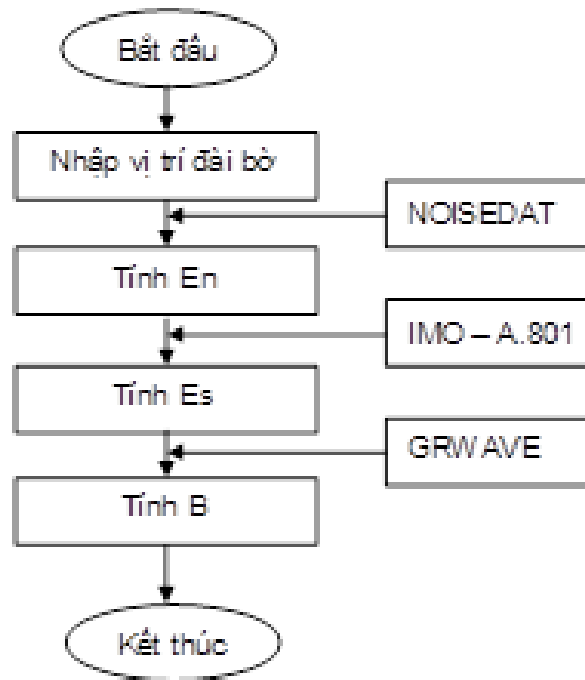 Bắt đầu
Nhập vị trí đài bờ
NOISEDAT
Tính En
IMO – A.801
Tính Es
GRWAVE
Tính B
Kết thúc